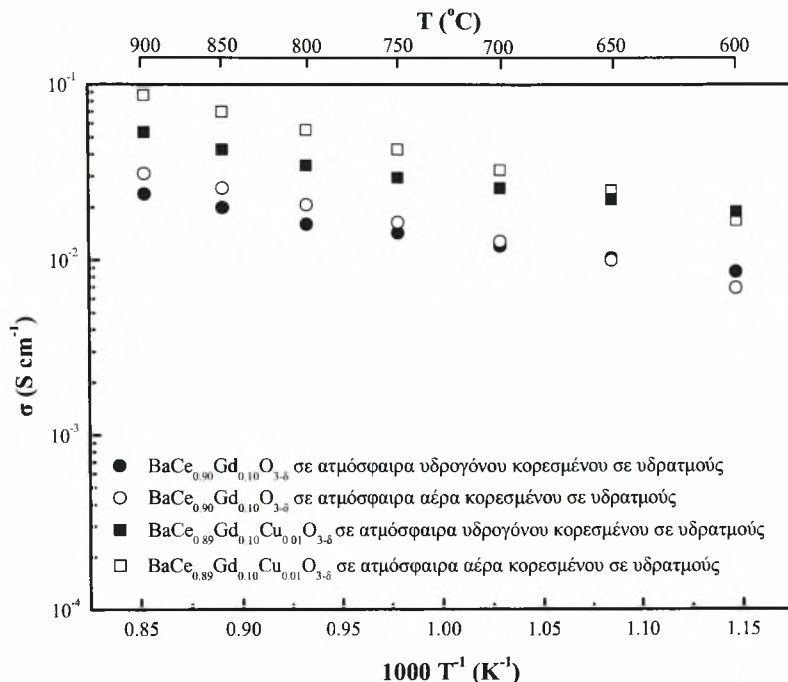 T (°C)
900 850 800 750 700 650 600
10⁻¹
10⁻²
10⁻³
10⁻⁴
σ (S cm⁻¹)
BaCe₀.₉₀Gd₀.₁₀O₃₋δ σε ατμόσφαιρα υδρογόνου κορεσμένου σε υδρατμούς
BaCe₀.₉₀Gd₀.₁₀O₃₋δ σε ατμόσφαιρα αέρα κορεσμένου σε υδρατμούς
BaCe₀.₈₉Gd₀.₁₀Cu₀.₀₁O₃₋δ σε ατμόσφαιρα υδρογόνου κορεσμένου σε υδρατμούς
BaCe₀.₈₉Gd₀.₁₀Cu₀.₀₁O₃₋δ σε ατμόσφαιρα αέρα κορεσμένου σε υδρατμούς
0.85 0.90 0.95 1.00 1.05 1.10 1.15
1000 T⁻¹ (K⁻¹)